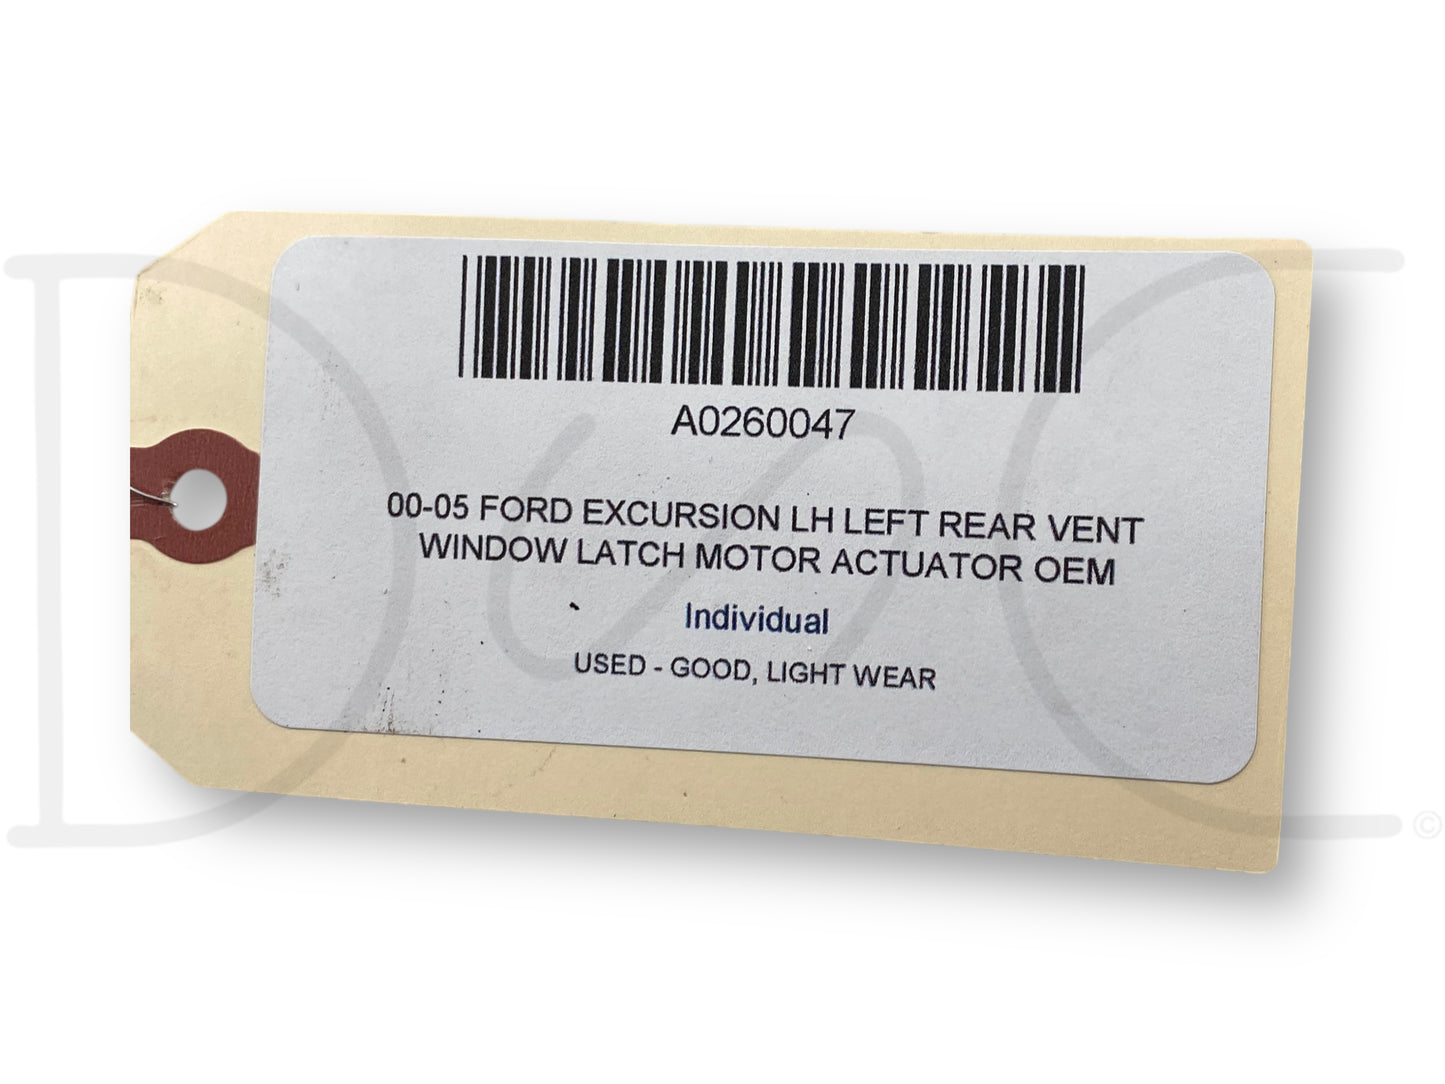 A0260047
00-05 FORD EXCURSION LH LEFT REAR VENT
WINDOW LATCH MOTOR ACTUATOR OEM
Individual
USED - GOOD, LIGHT WEAR
D S C ©